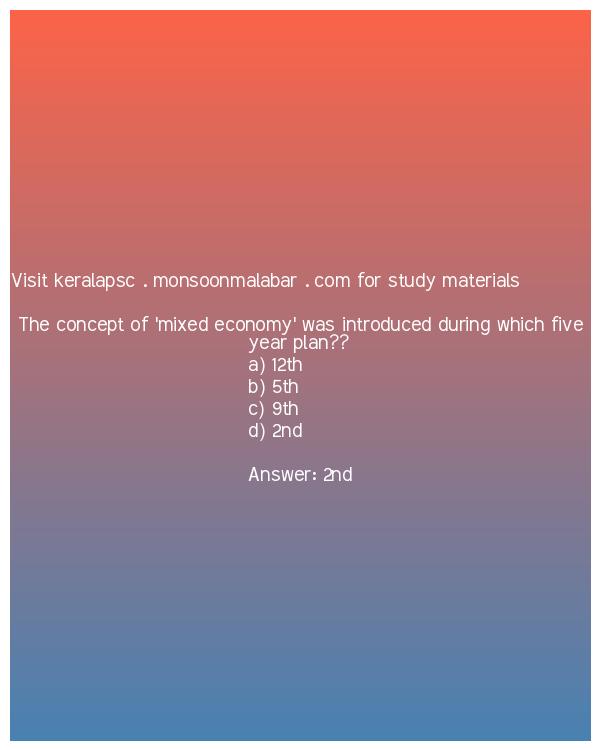 Visit keralapsc . monsoonmalabar . com for study materials
The concept of 'mixed economy' was introduced during which five
year plan??
a) 12th
b) 5th
c) 9th
d) 2nd
Answer: 2nd